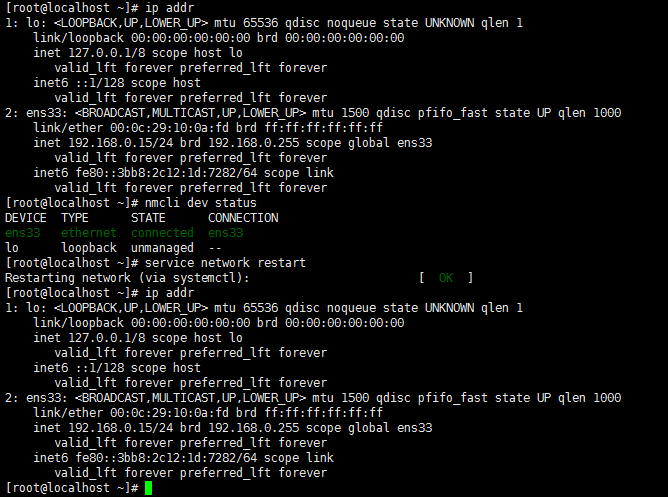 [root@localhost ~]# ip addr
1: lo: <LOOPBACK,UP,LOWER_UP> mtu 65536 qdisc noqueue state UNKNOWN qlen 1
    link/loopback 00:00:00:00:00:00 brd 00:00:00:00:00:00
    inet 127.0.0.1/8 scope host lo
       valid_lft forever preferred_lft forever
    inet6 ::1/128 scope host
       valid_lft forever preferred_lft forever
2: ens33: <BROADCAST,MULTICAST,UP,LOWER_UP> mtu 1500 qdisc pfifo_fast state UP qlen 1000
    link/ether 00:0c:29:10:0a:fd brd ff:ff:ff:ff:ff:ff
    inet 192.168.0.15/24 brd 192.168.0.255 scope global ens33
       valid_lft forever preferred_lft forever
    inet6 fe80::3bb8:2c12:1d:7282/64 scope link
       valid_lft forever preferred_lft forever
[root@localhost ~]# nmcli dev status
DEVICE  TYPE      STATE      CONNECTION
ens33   ethernet  connected  ens33
lo      loopback  unmanaged  --
[root@localhost ~]# service network restart
Restarting network (via systemctl):                        [  OK  ]
[root@localhost ~]# ip addr
1: lo: <LOOPBACK,UP,LOWER_UP> mtu 65536 qdisc noqueue state UNKNOWN qlen 1
    link/loopback 00:00:00:00:00:00 brd 00:00:00:00:00:00
    inet 127.0.0.1/8 scope host lo
       valid_lft forever preferred_lft forever
    inet6 ::1/128 scope host
       valid_lft forever preferred_lft forever
2: ens33: <BROADCAST,MULTICAST,UP,LOWER_UP> mtu 1500 qdisc pfifo_fast state UP qlen 1000
    link/ether 00:0c:29:10:0a:fd brd ff:ff:ff:ff:ff:ff
    inet 192.168.0.15/24 brd 192.168.0.255 scope global ens33
       valid_lft forever preferred_lft forever
    inet6 fe80::3bb8:2c12:1d:7282/64 scope link
       valid_lft forever preferred_lft forever
[root@localhost ~]#